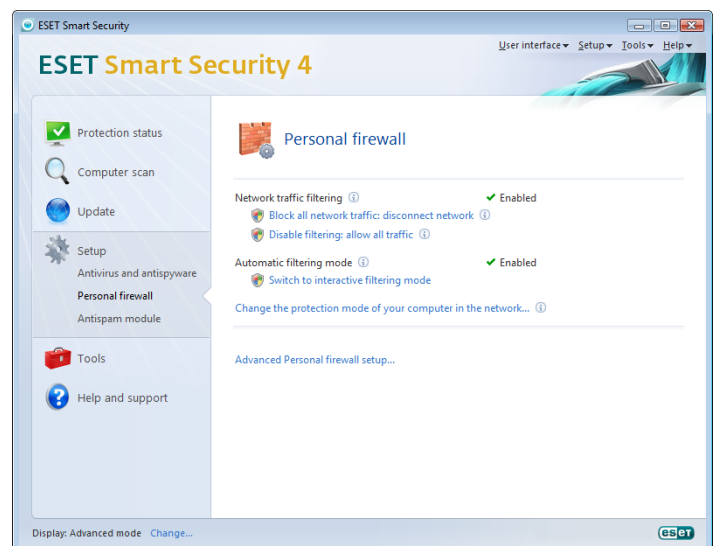 ESET Smart Security
User interface Setup Tools Help
ESET Smart Security 4
Protection status
Computer scan
Update
Setup
Antivirus and antispyware
Personal firewall
Antispam module
Tools
Help and support
Personal firewall
Network traffic filtering Enabled
Block all network traffic: disconnect network
Disable filtering: allow all traffic
Automatic filtering mode Enabled
Switch to interactive filtering mode
Change the protection mode of your computer in the network...
Advanced Personal firewall setup...
Display: Advanced mode Change...
eset